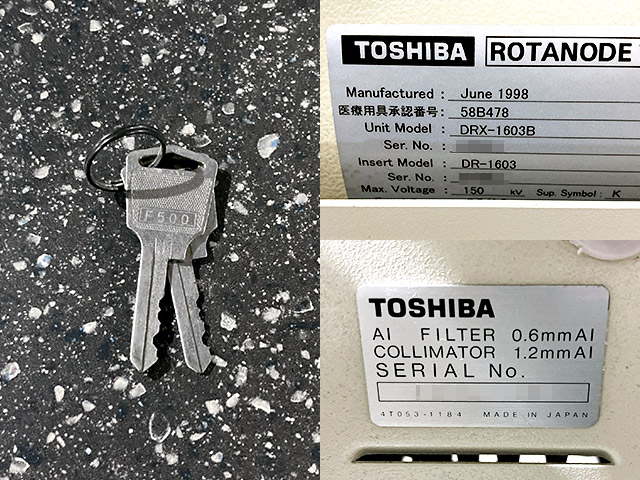 F500
TOSHIBA ROTANODE
Manufactured : June 1998
医療用具承認番号: 58B478
Unit Model : DRX-1603B
Ser. No. :
Insert Model : DR-1603
Ser. No. :
Max. Voltage : 150 kV Sup. Symbol : K
TOSHIBA
Al FILTER 0.6mmAl
COLLIMATOR 1.2mmAl
SERIAL No.
4T053-1184 MADE IN JAPAN